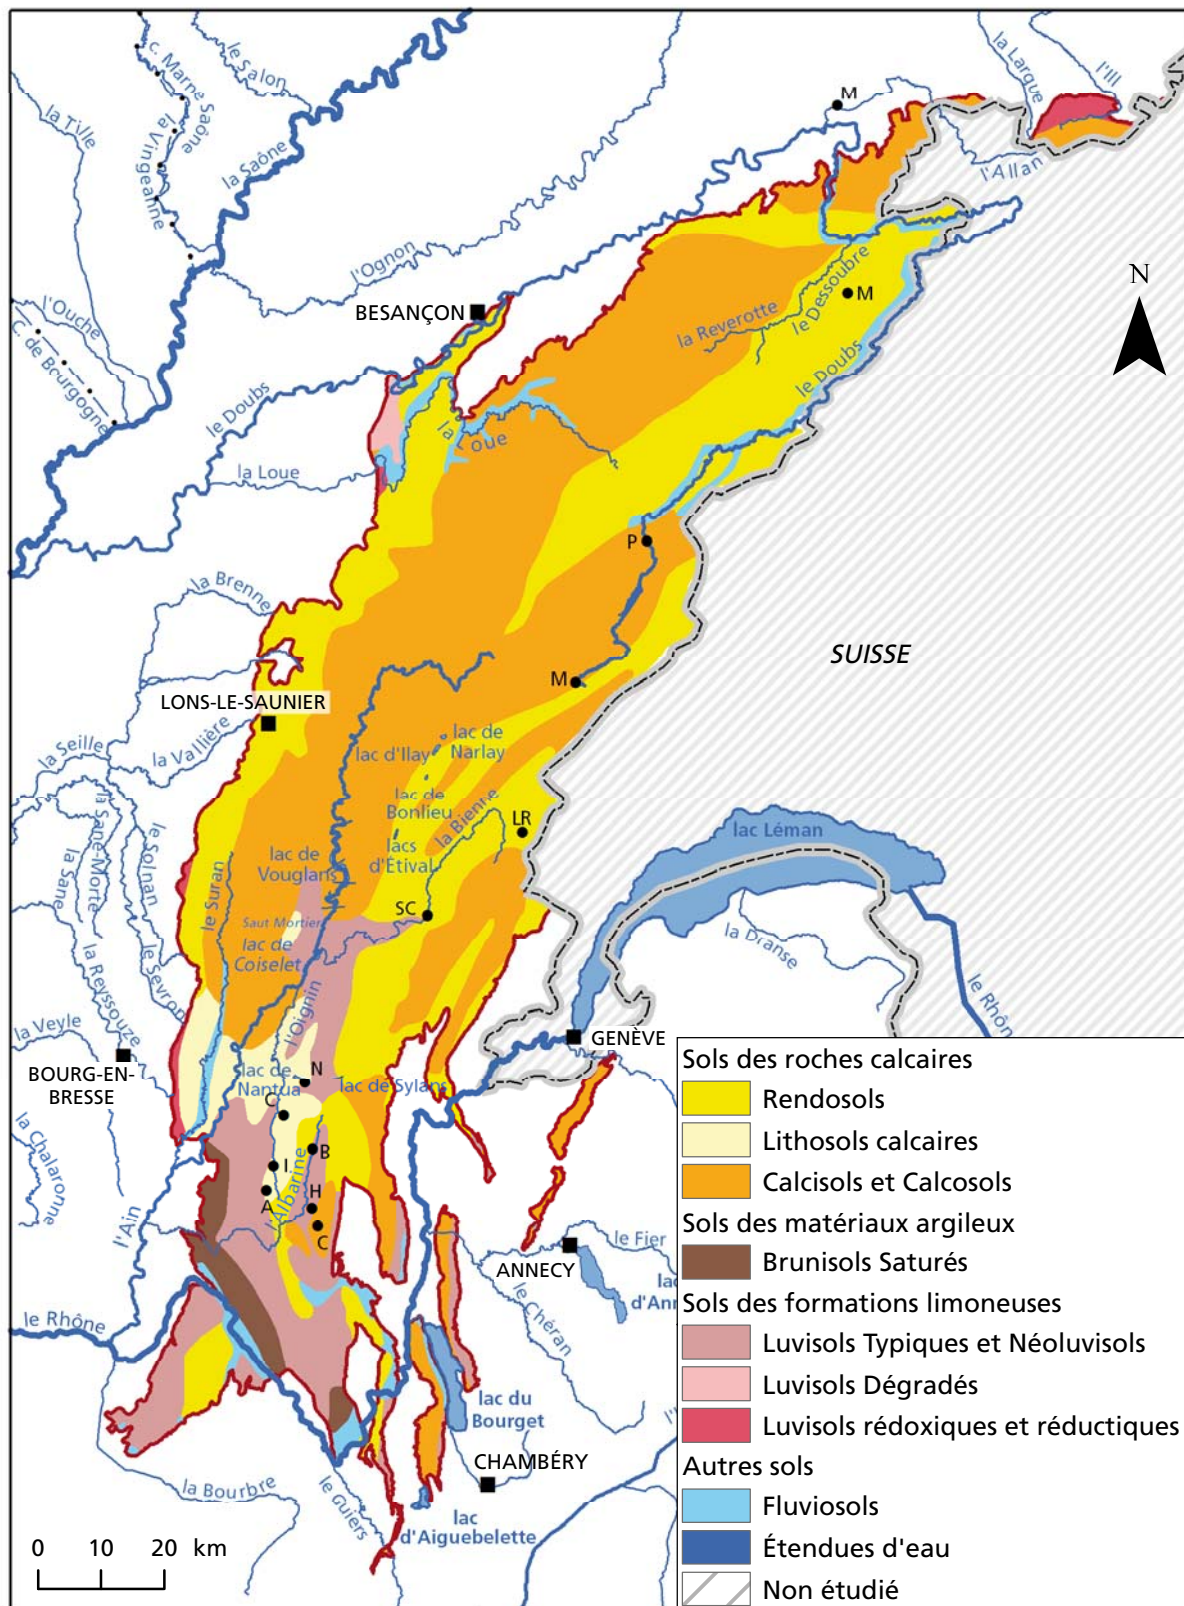 le Salon
c. Marne Saône
la Tille
la Vingeanne
la Saône
M
la Largue
l'Ill
l'Allan
l'Ognon
l'Ouche
C. de Bourgogne
BESANÇON
le Dessoubre
M
la Reverotte
le Doubs
le Doubs
la Loue
la Loue
N
P
la Brenne
SUISSE
M
LONS-LE-SAUNIER
la Vallière
la Seille
lac d'Ilay
lac de
Narlay
lac de
Bonlieu
la Bienne
LR
lac Léman
la Sane-Morte
la Sane
le Solnan
lacs
d'Étival
lac de
Vouglans
le Suran
SC
Saut Mortier
lac de
Coiselet
la Dranse
la Reyssouze
le Sevron
le Rhône
l'Oignin
la Veyle
GENÈVE
BOURG-EN-
BRESSE
lac de
Nantua
N
lac de Sylans
C
la Chalaronne
B
I
A
l'Albarine
H
C
l'Ain
le Fier
ANNECY
le Chéran
le Rhône
lac du
Bourget
CHAMBÉRY
la Bourbre
le Guiers
lac
d'Aiguebelette
0 10 20 km
Sols des roches calcaires
Rendosols
Lithosols calcaires
Calcisols et Calcosols
Sols des matériaux argileux
Brunisols Saturés
Sols des formations limoneuses
Luvisols Typiques et Néoluvisols
Luvisols Dégradés
Luvisols rédoxiques et réductiques
Autres sols
Fluviosols
Étendues d'eau
Non étudié